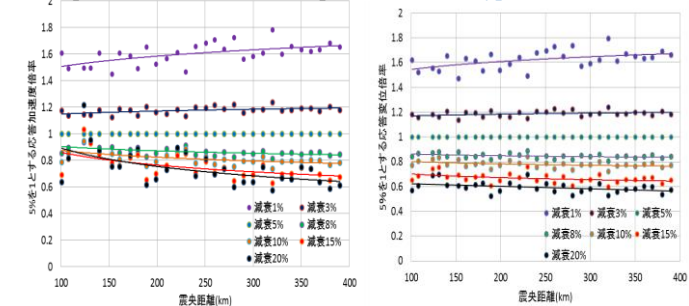 2
1.8
1.6
1.4
1.2
1
0.8
0.6
0.4
0.2
0
5%を1とする応答加速度倍率
減衰1% 減衰3%
減衰5% 減衰8%
減衰10% 減衰15%
減衰20%
100 150 200 250 300 350 400
震央距離(km)
2
1.8
1.6
1.4
1.2
1
0.8
0.6
0.4
0.2
0
5%を1とする応答変位倍率
減衰1% 減衰3% 減衰5%
減衰8% 減衰10% 減衰15%
減衰20%
100 150 200 250 300 350 400
震央距離(km)